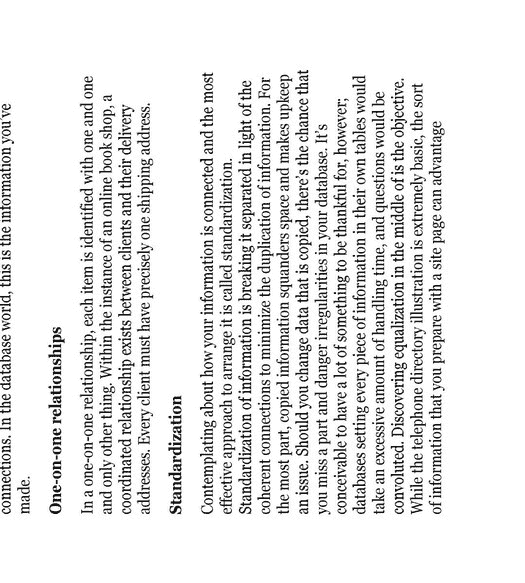 connections. In the database world, this is the information you've
made.
One-on-one relationships
In a one-on-one relationship, each item is identified with one and one
and only other thing. Within the instance of an online book shop, a
coordinated relationship exists between clients and their delivery
addresses. Every client must have precisely one shipping address.
Standardization
Contemplating about how your information is connected and the most
effective approach to arrange it is called standardization.
Standardization of information is breaking it separated in light of the
coherent connections to minimize the duplication of information. For
the most part, copied information squanders space and makes upkeep
an issue. Should you change data that is copied, there's the chance that
you miss a part and danger irregularities in your database. It's
conceivable to have a lot of something to be thankful for, however;
databases setting every piece of information in their own tables would
take an excessive amount of handling time, and questions would be
convoluted. Discovering equalization in the middle of is the objective.
While the telephone directory illustration is extremely basic, the sort
of information that you prepare with a site page can advantage